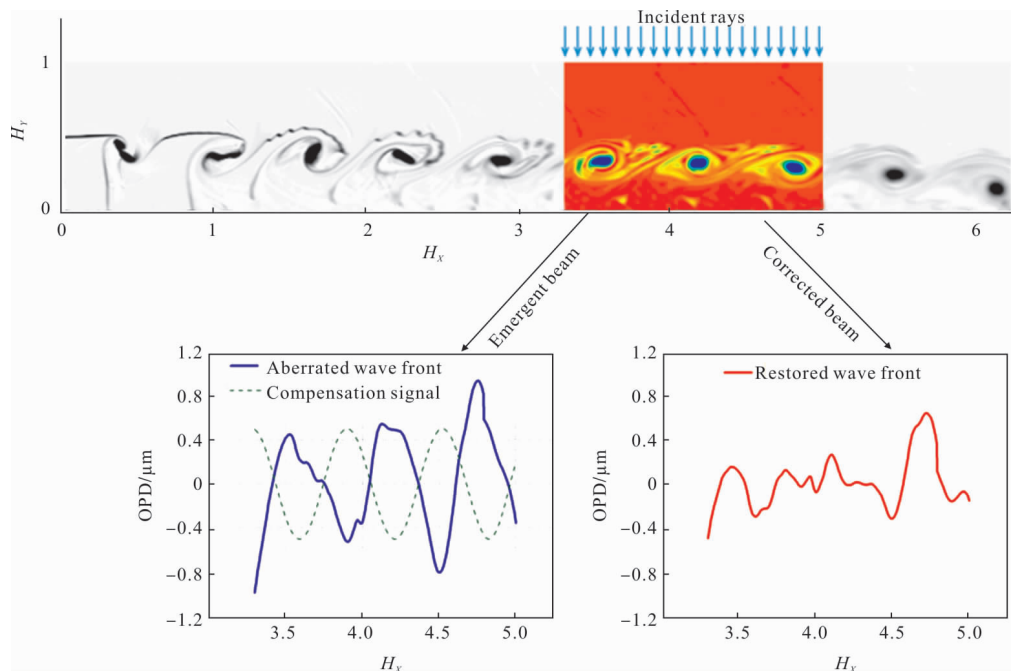 Incident rays
1
H_Y
0
0 1 2 3 4 5 6
H_X
Emergent beam
Corrected beam
1.2
0.8
0.4
0
−0.4
−0.8
−1.2
OPD/μm
Aberrated wave front
Compensation signal
3.5 4.0 4.5 5.0
H_X
1.2
0.8
0.4
0
−0.4
−0.8
−1.2
OPD/μm
Restored wave front
3.5 4.0 4.5 5.0
H_X